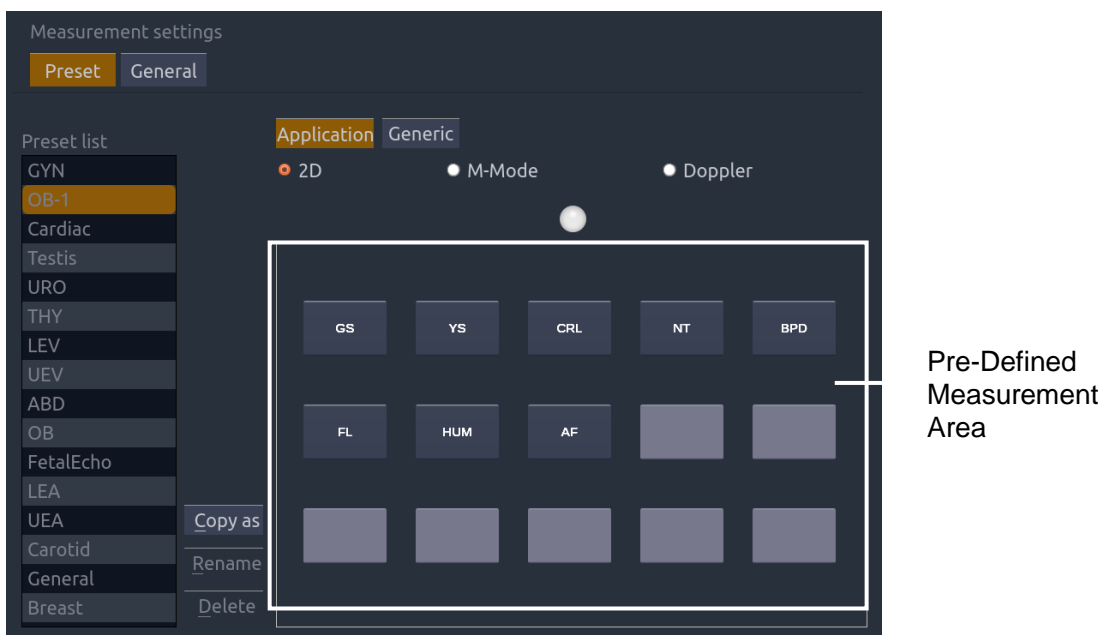 Measurement settings
Preset General
Preset list
Application Generic
2D M-Mode Doppler
GYN
OB-1
Cardiac
Testis
URO
THY
LEV
UEV
ABD
OB
FetalEcho
LEA
UEA
Carotid
General
Breast
Copy as
Rename
Delete
GS YS CRL NT BPD
FL HUM AF
Pre-Defined
Measurement
Area